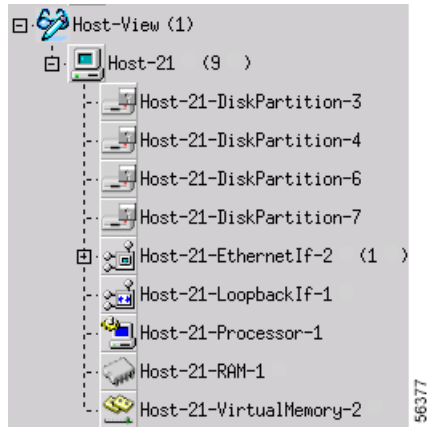 Host-View (1)
Host-21 (9 )
Host-21-DiskPartition-3
Host-21-DiskPartition-4
Host-21-DiskPartition-6
Host-21-DiskPartition-7
Host-21-EthernetIf-2 (1 )
Host-21-LoopbackIf-1
Host-21-Processor-1
Host-21-RAM-1
Host-21-VirtualMemory-2
56377